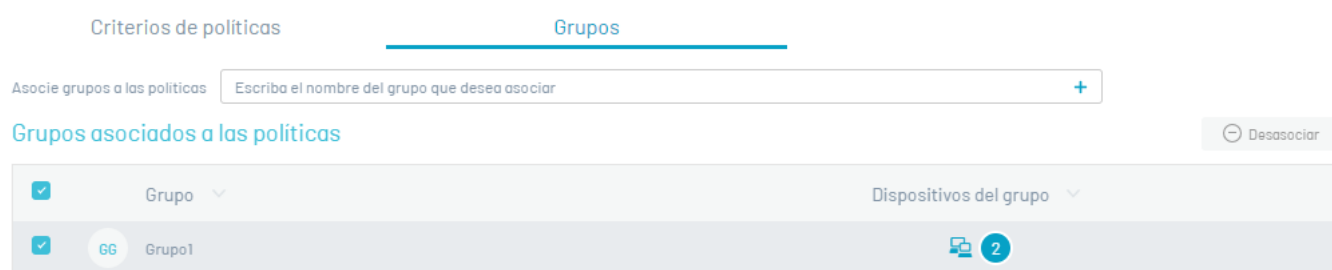 Criterios de políticas Grupos
Asocie grupos a las políticas Escriba el nombre del grupo que desea asociar +
Grupos asociados a las políticas Desasociar
Grupo Dispositivos del grupo
GG Grupo1 2